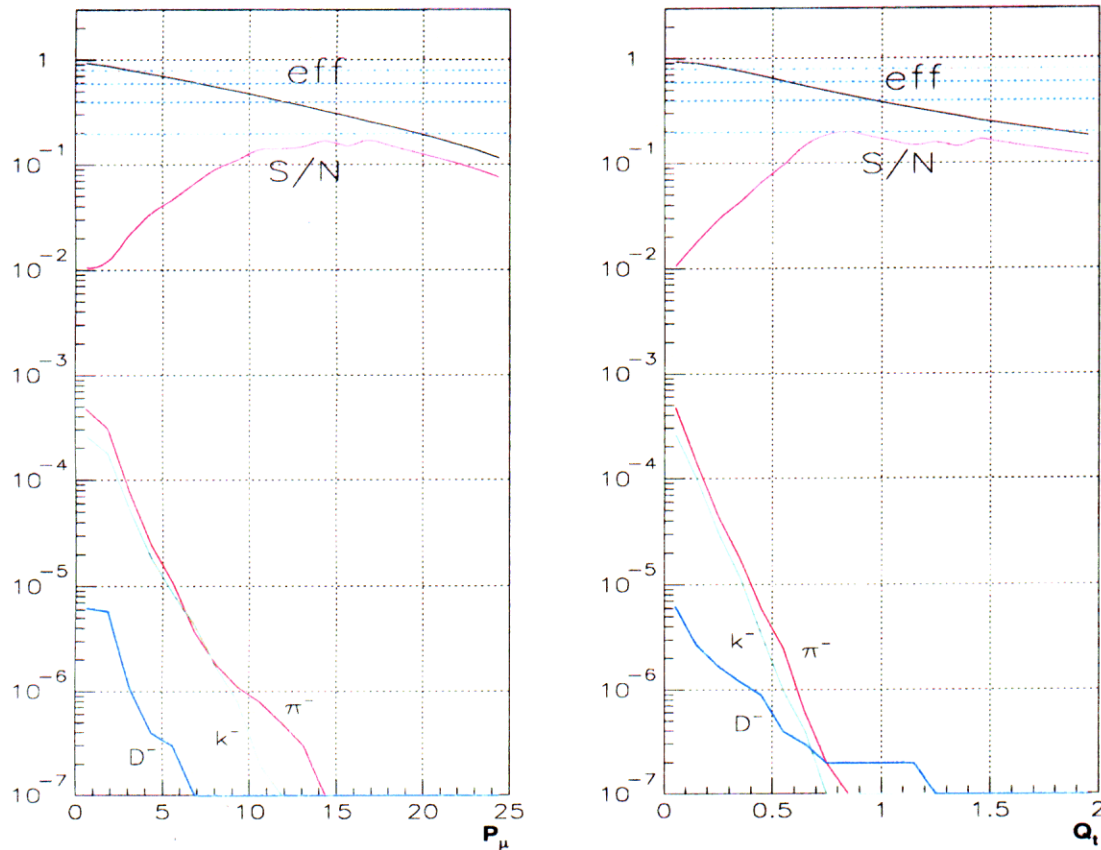 1
10⁻¹
10⁻²
10⁻³
10⁻⁴
10⁻⁵
10⁻⁶
10⁻⁷
eff
S/N
π⁻
k⁻
D⁻
0 5 10 15 20 25
P_μ
1
10⁻¹
10⁻²
10⁻³
10⁻⁴
10⁻⁵
10⁻⁶
10⁻⁷
eff
S/N
k⁻
π⁻
D⁻
0 0.5 1 1.5 2
Q_t